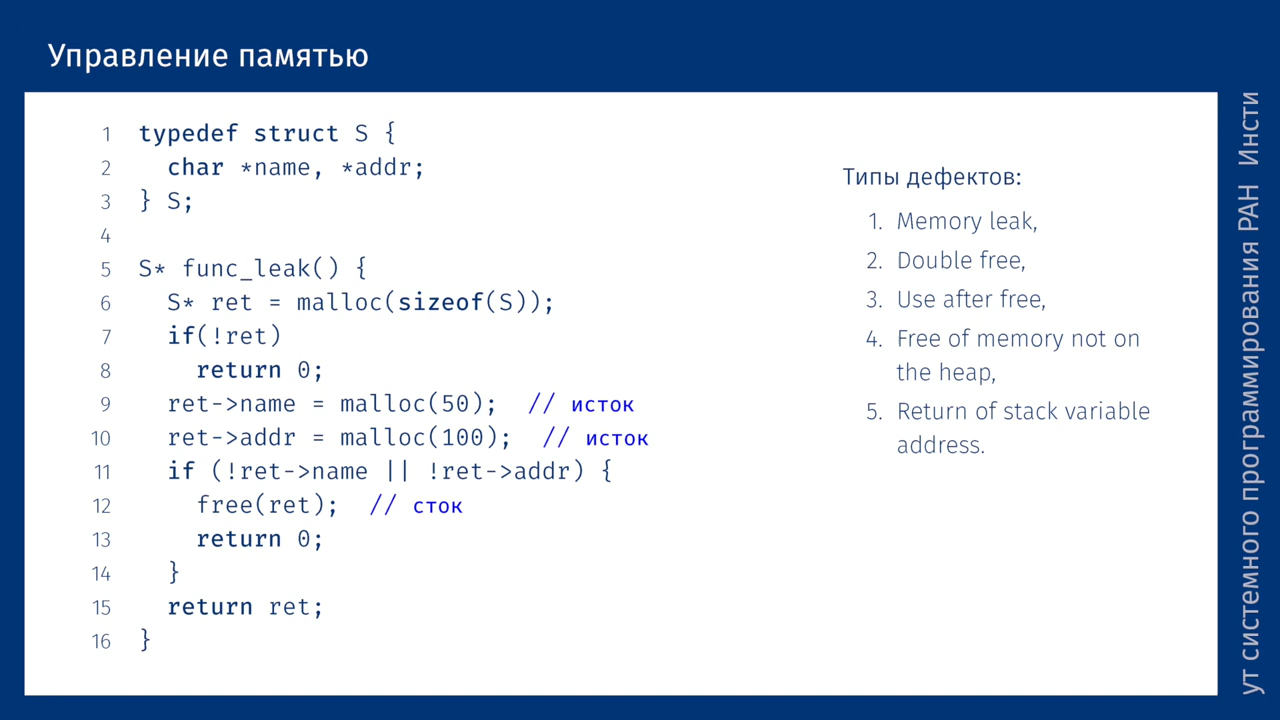 Управление памятью
1 typedef struct S {
2 char *name, *addr;
3 } S;
4
5 S* func_leak() {
6 S* ret = malloc(sizeof(S));
7 if(!ret)
8 return 0;
9 ret->name = malloc(50); // исток
10 ret->addr = malloc(100); // исток
11 if (!ret->name || !ret->addr) {
12 free(ret); // сток
13 return 0;
14 }
15 return ret;
16 }
Типы дефектов:
1. Memory leak,
2. Double free,
3. Use after free,
4. Free of memory not on
the heap,
5. Return of stack variable
address.
ут системного программирования РАН Инсти